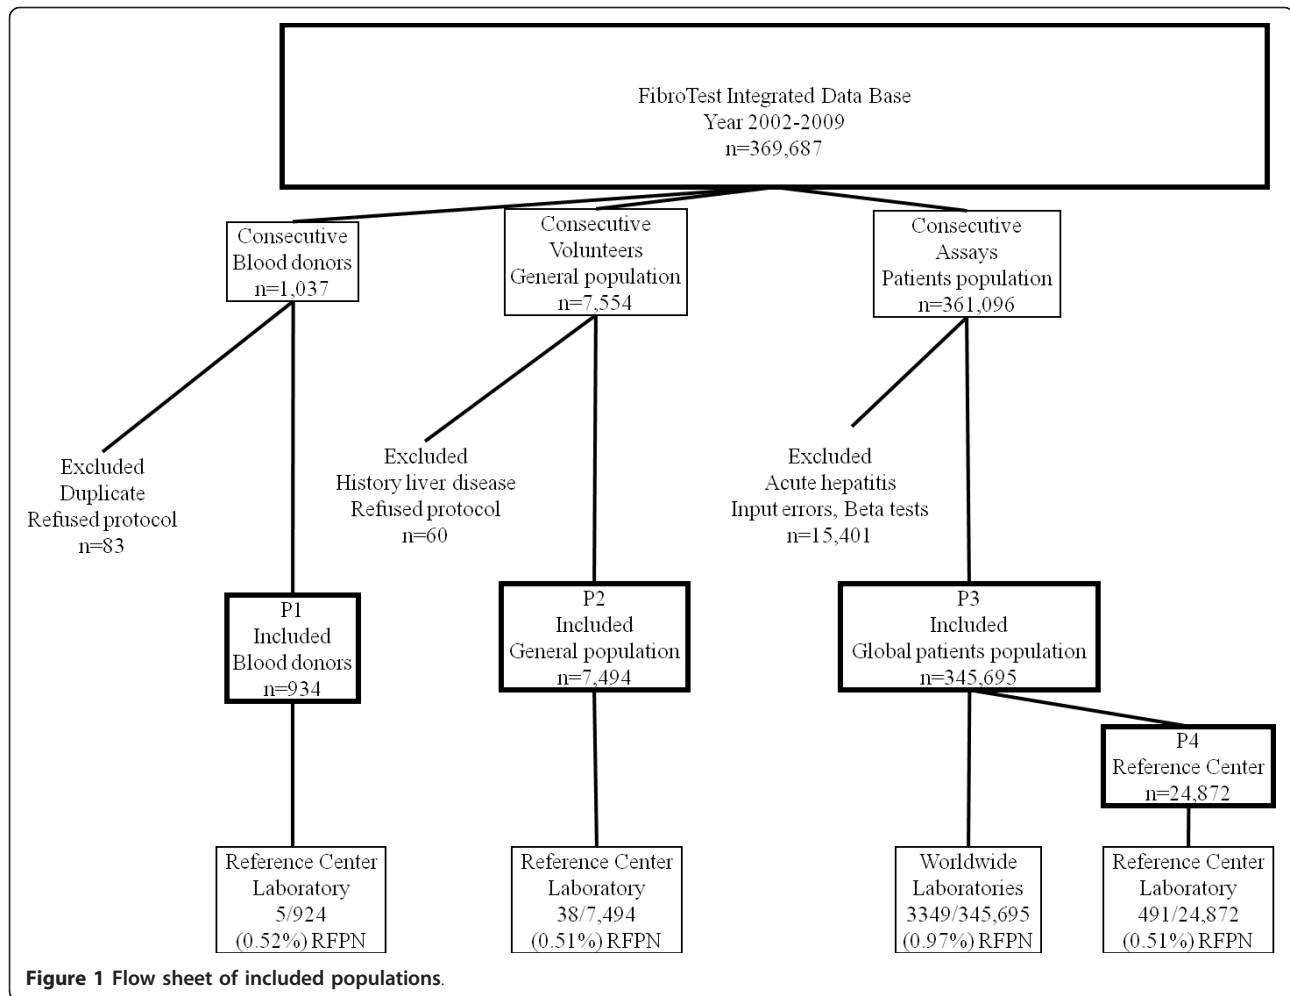 FibroTest Integrated Data Base
Year 2002-2009
n=369,687
Consecutive
Blood donors
n=1,037
Consecutive
Volunteers
General population
n=7,554
Consecutive
Assays
Patients population
n=361,096
Excluded
Duplicate
Refused protocol
n=83
Excluded
History liver disease
Refused protocol
n=60
Excluded
Acute hepatitis
Input errors, Beta tests
n=15,401
P1
Included
Blood donors
n=934
P2
Included
General population
n=7,494
P3
Included
Global patients population
n=345,695
P4
Reference Center
n=24,872
Reference Center
Laboratory
5/924
(0.52%) RFPN
Reference Center
Laboratory
38/7,494
(0.51%) RFPN
Worldwide
Laboratories
3349/345,695
(0.97%) RFPN
Reference Center
Laboratory
491/24,872
(0.51%) RFPN
Figure 1 Flow sheet of included populations.